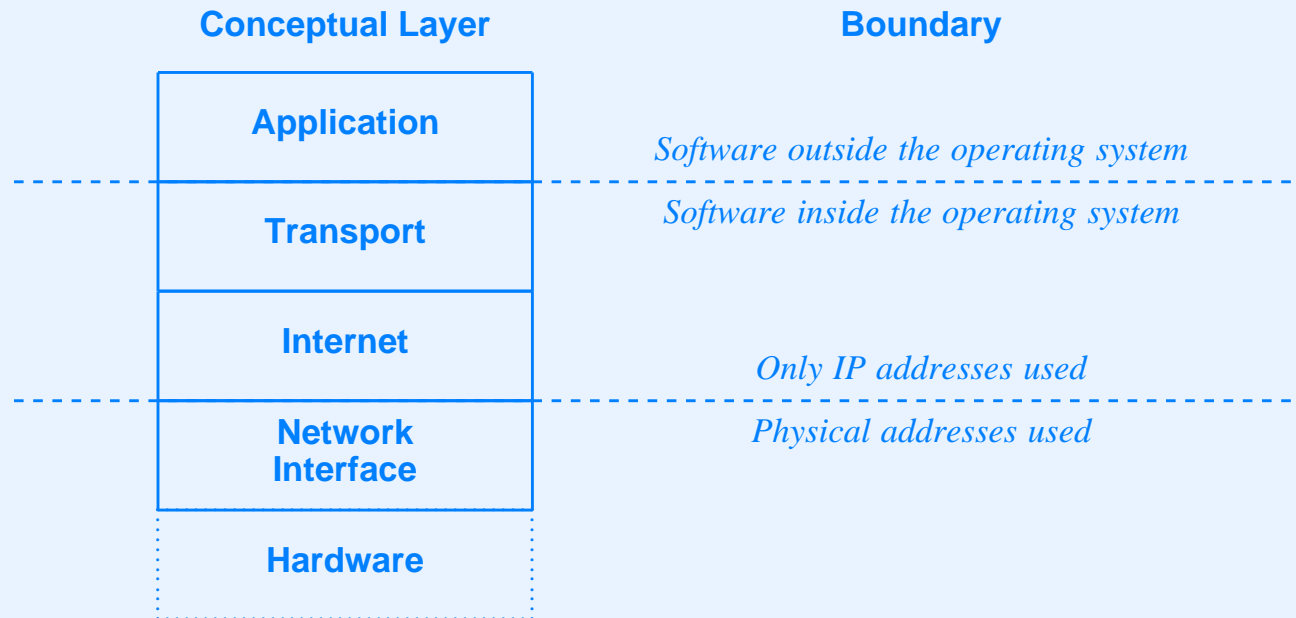 Conceptual Layer
Boundary
Application
Software outside the operating system
Software inside the operating system
Transport
Internet
Only IP addresses used
Physical addresses used
Network
Interface
Hardware